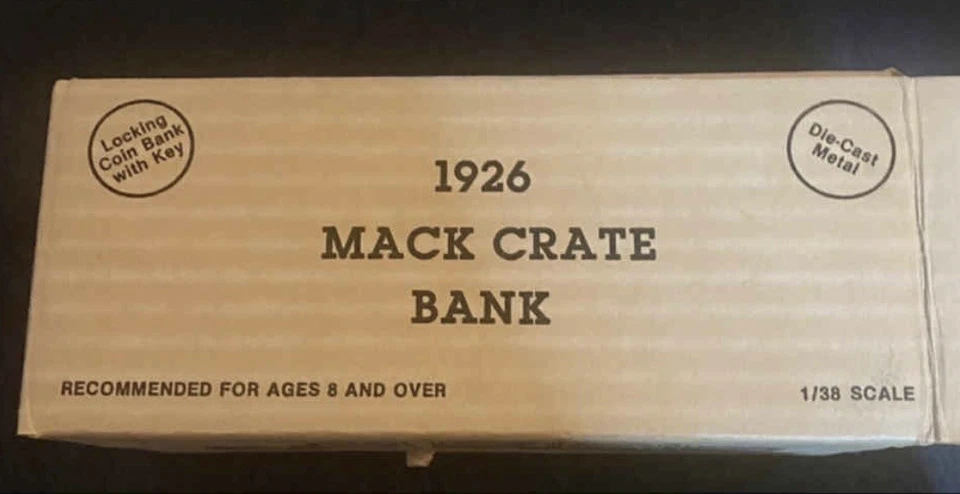 Locking
Coin Bank
with Key
Die-Cast
Metal
1926
MACK CRATE
BANK
RECOMMENDED FOR AGES 8 AND OVER
1/38 SCALE